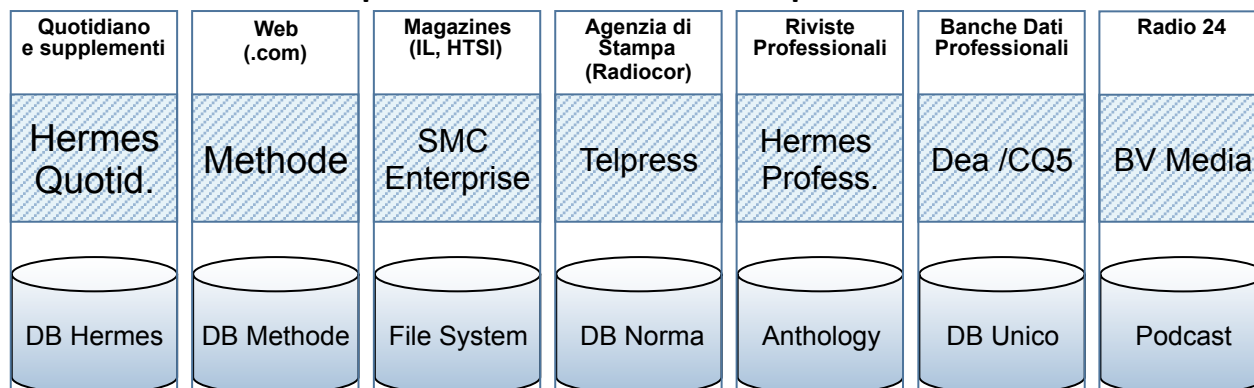 Quotidiano
e supplementi
Web
(.com)
Magazines
(IL, HTSI)
Agenzia di
Stampa
(Radiocor)
Riviste
Professionali
Banche Dati
Professionali
Radio 24
Hermes
Quotid.
Methode
SMC
Enterprise
Telpress
Hermes
Profess.
Dea /CQ5
BV Media
DB Hermes
DB Methode
File System
DB Norma
Anthology
DB Unico
Podcast